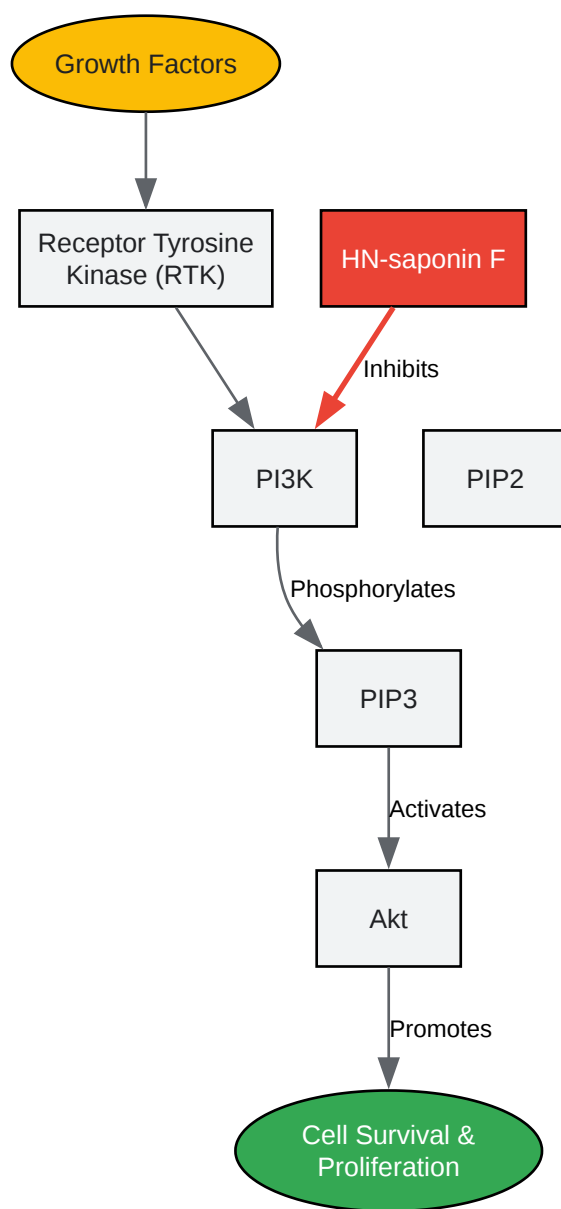 Growth Factors
Receptor Tyrosine
Kinase (RTK)
HN-saponin F
Inhibits
PI3K
PIP2
Phosphorylates
PIP3
Activates
Akt
Promotes
Cell Survival &
Proliferation